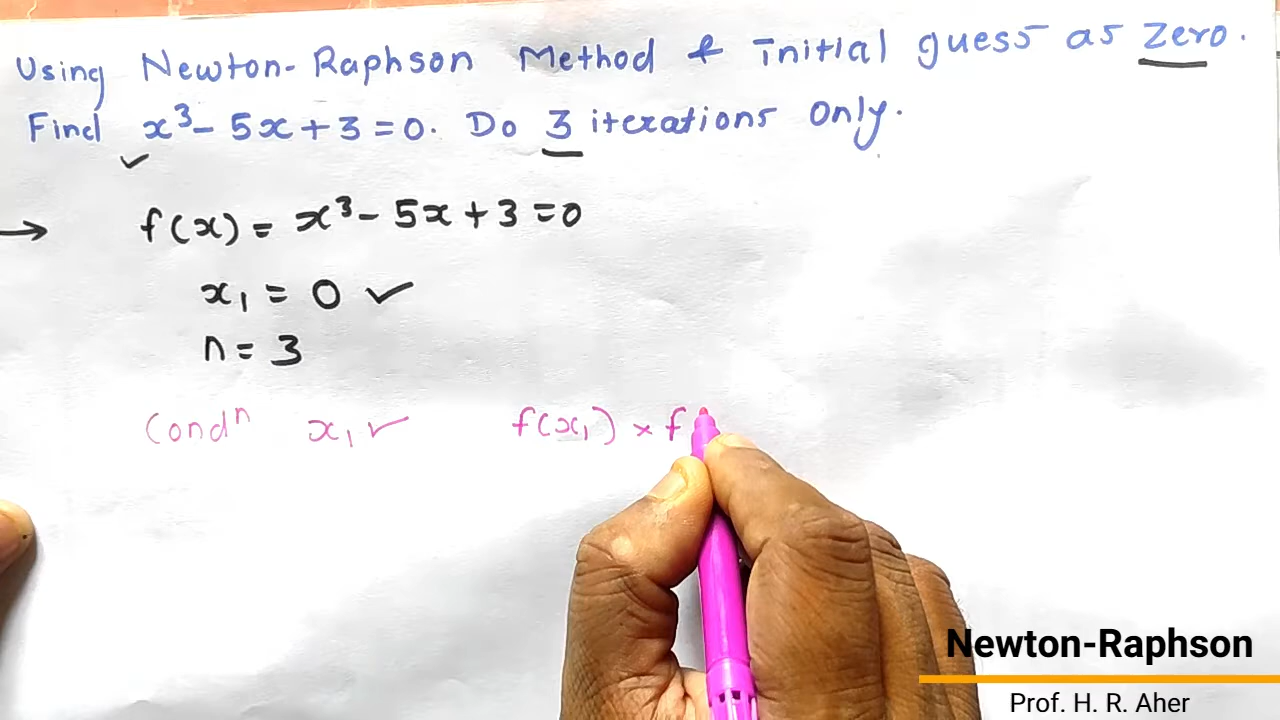 Using Newton-Raphson Method & initial guess as zero.
Find x³ - 5x + 3 = 0. Do 3 iterations only.
→ f(x) = x³ - 5x + 3 = 0
x₁ = 0 ✓
n = 3
Condⁿ x₁ ✓ f(x₁) × f
Newton-Raphson
Prof. H. R. Aher